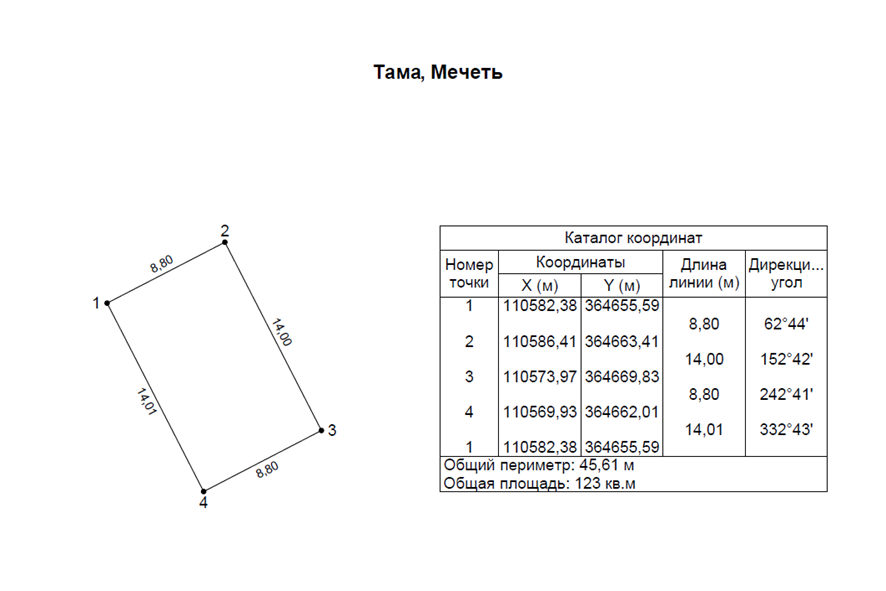 Тама, Мечеть
2
8,80
1
14,00
14,01
3
8,80
4
Каталог координат
Номер точки
Координаты
Длина линии (м)
Дирекци... угол
X (м) Y (м)
1 110582,38 364655,59
8,80 62°44'
2 110586,41 364663,41
14,00 152°42'
3 110573,97 364669,83
8,80 242°41'
4 110569,93 364662,01
14,01 332°43'
1 110582,38 364655,59
Общий периметр: 45,61 м
Общая площадь: 123 кв.м